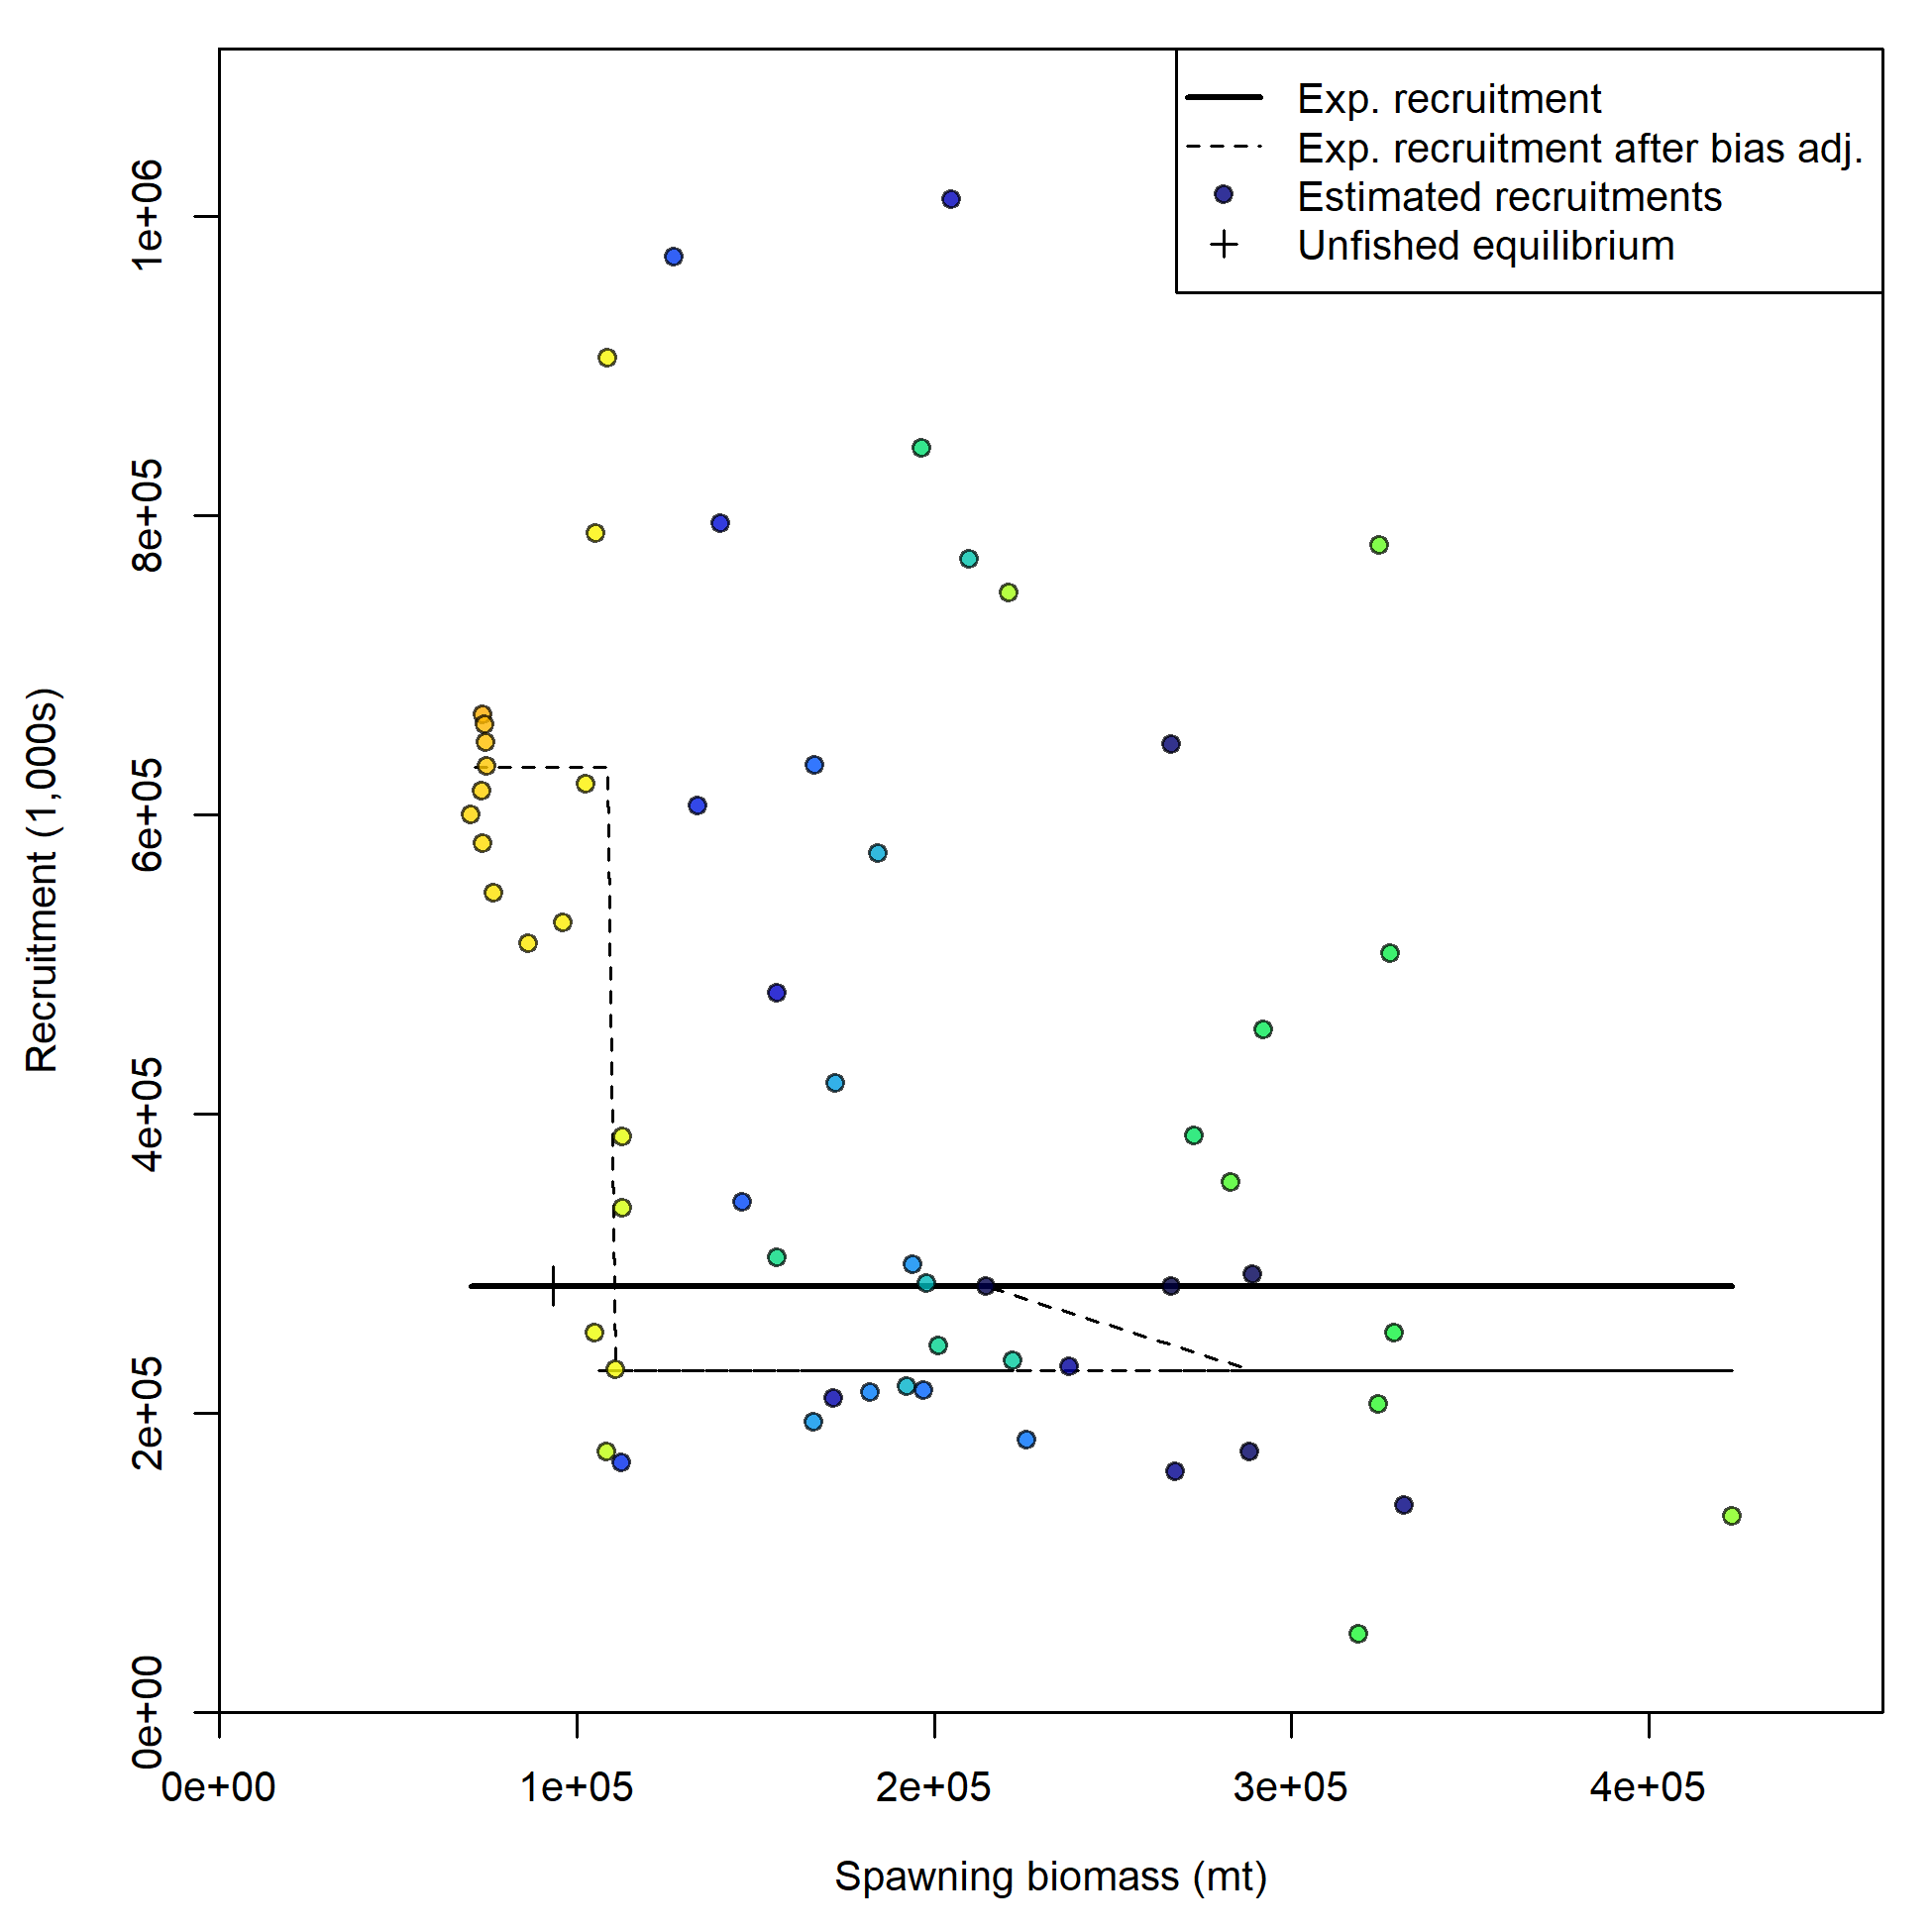 Exp. recruitment
Exp. recruitment after bias adj.
Estimated recruitments
Unfished equilibrium
Recruitment (1,000s)
1e+06
8e+05
6e+05
4e+05
2e+05
0e+00
0e+00 1e+05 2e+05 3e+05 4e+05
Spawning biomass (mt)